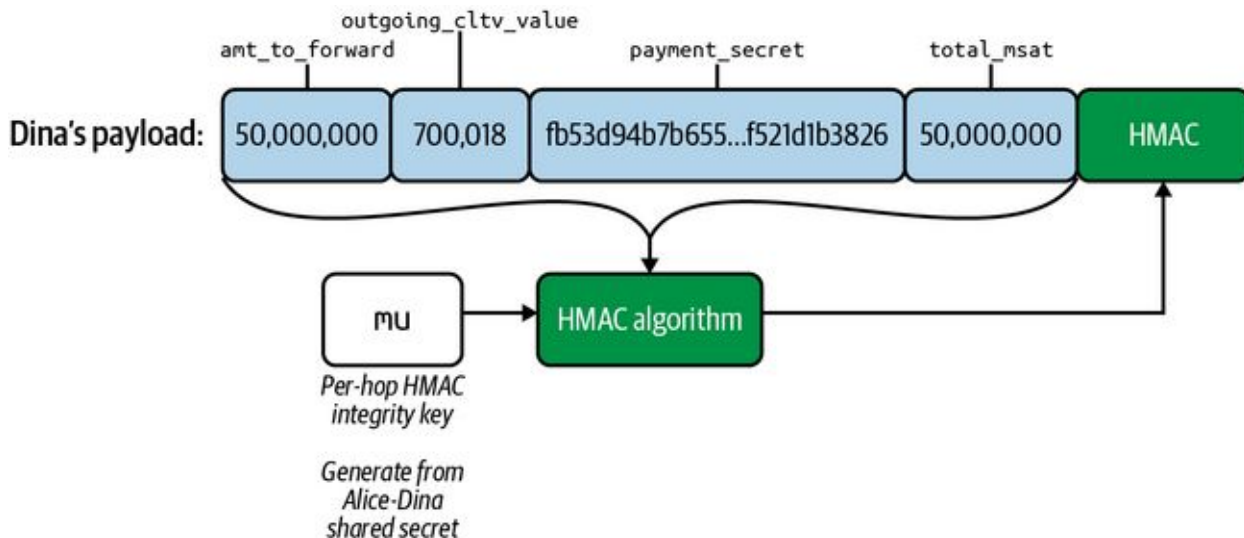 outgoing_cltv_value
amt_to_forward
payment_secret
total_msat
Dina's payload:
50,000,000
700,018
fb53d94b7b655...f521d1b3826
50,000,000
HMAC
mu
HMAC algorithm
Per-hop HMAC
integrity key
Generate from
Alice-Dina
shared secret